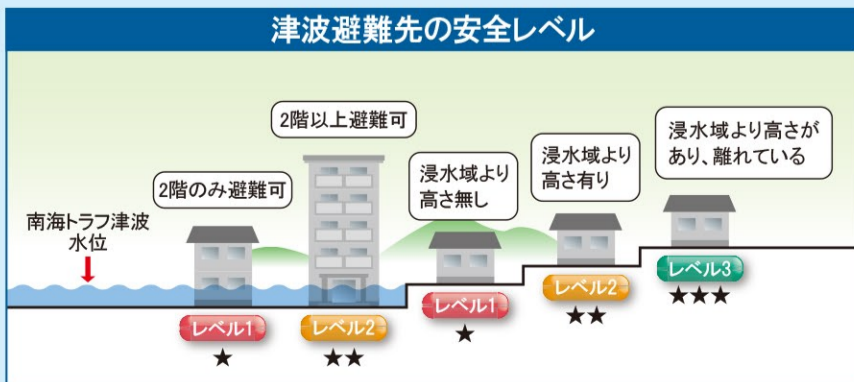 津波避難先の安全レベル
南海トラフ津波
水位
2階のみ避難可
レベル1
★
2階以上避難可
レベル2
★★
浸水域より
高さ無し
レベル1
★
浸水域より
高さ有り
レベル2
★★
浸水域より高さが
あり、離れている
レベル3
★★★